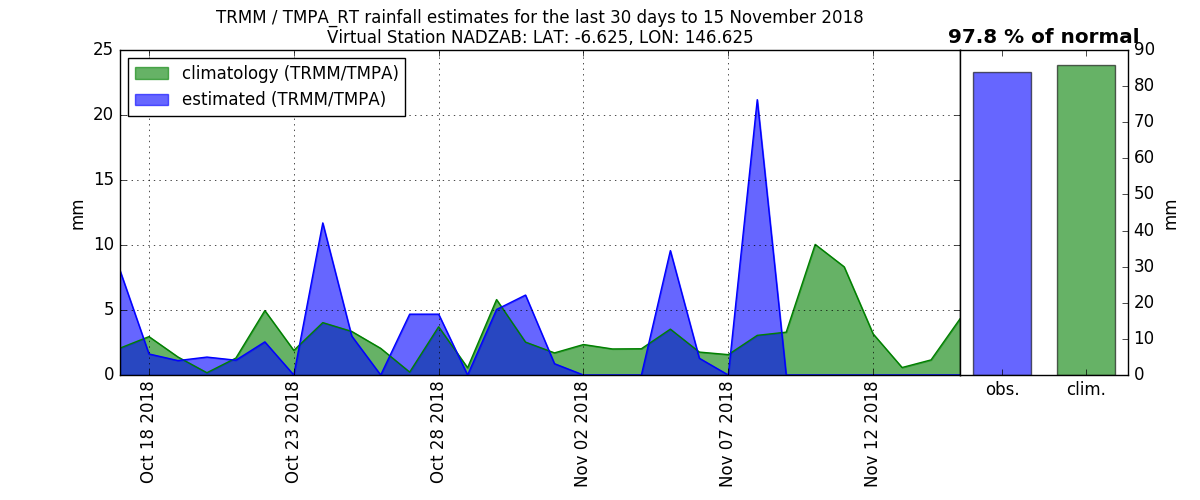 TRMM / TMPA_RT rainfall estimates for the last 30 days to 15 November 2018
Virtual Station NADZAB: LAT: -6.625, LON: 146.625
97.8 % of normal
climatology (TRMM/TMPA)
estimated (TRMM/TMPA)
25
20
15
10
5
0
mm
Oct 18 2018
Oct 23 2018
Oct 28 2018
Nov 02 2018
Nov 07 2018
Nov 12 2018
90
80
70
60
50
40
30
20
10
0
mm
obs.
clim.